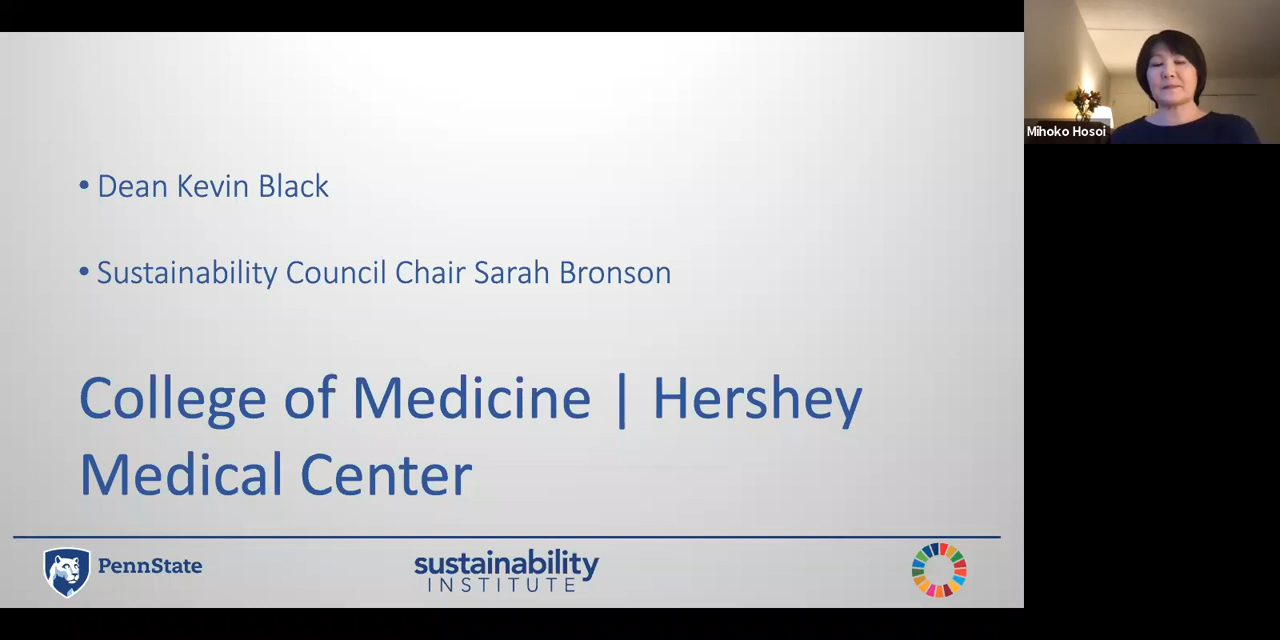 • Dean Kevin Black
• Sustainability Council Chair Sarah Bronson
College of Medicine | Hershey
Medical Center
PennState
sustainability
INSTITUTE
Mihoko Hosoi